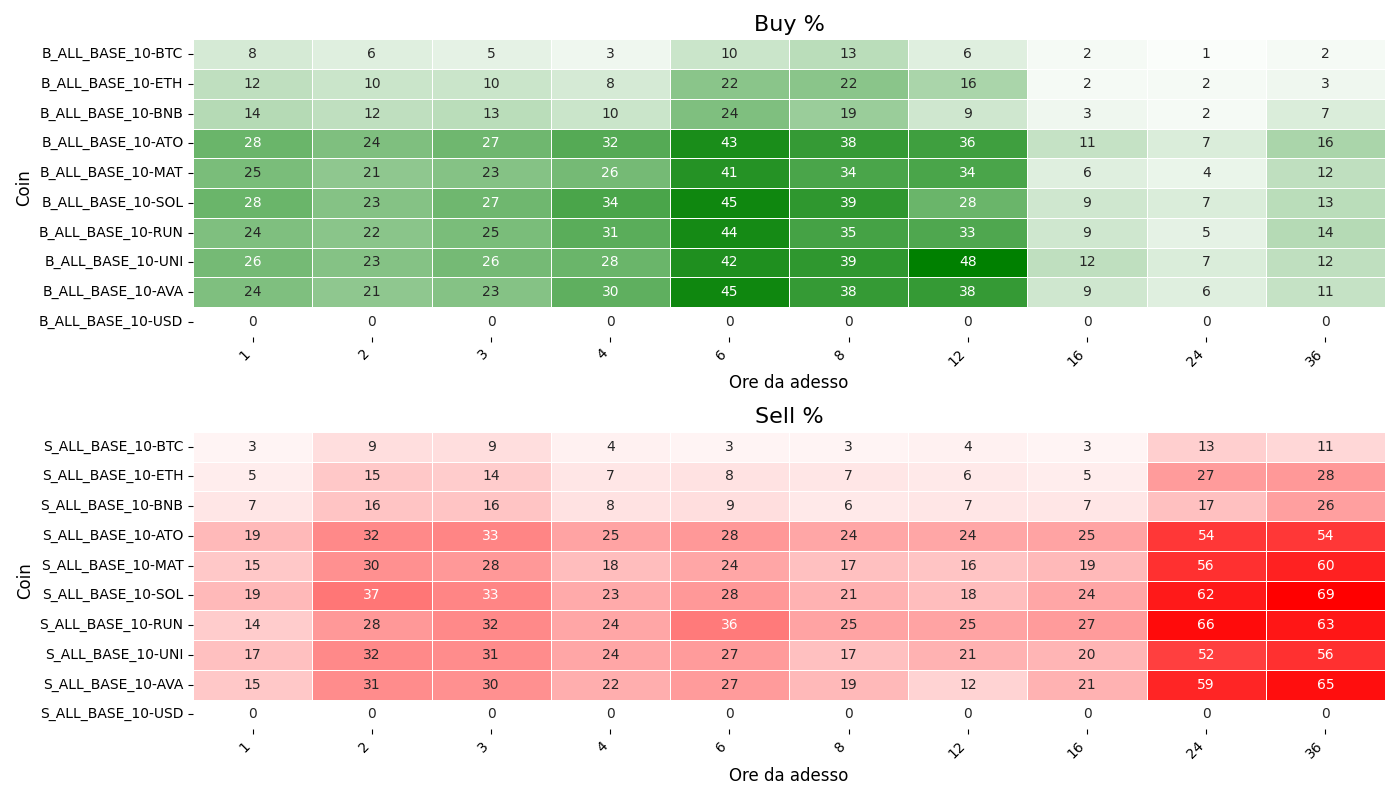 Buy %
Coin
B_ALL_BASE_10-BTC 8 6 5 3 10 13 6 2 1 2
B_ALL_BASE_10-ETH 12 10 10 8 22 22 16 2 2 3
B_ALL_BASE_10-BNB 14 12 13 10 24 19 9 3 2 7
B_ALL_BASE_10-ATO 28 24 27 32 43 38 36 11 7 16
B_ALL_BASE_10-MAT 25 21 23 26 41 34 34 6 4 12
B_ALL_BASE_10-SOL 28 23 27 34 45 39 28 9 7 13
B_ALL_BASE_10-RUN 24 22 25 31 44 35 33 9 5 14
B_ALL_BASE_10-UNI 26 23 26 28 42 39 48 12 7 12
B_ALL_BASE_10-AVA 24 21 23 30 45 38 38 9 6 11
B_ALL_BASE_10-USD 0 0 0 0 0 0 0 0 0 0
1 2 3 4 6 8 12 16 24 36
Ore da adesso
Sell %
Coin
S_ALL_BASE_10-BTC 3 9 9 4 3 3 4 3 13 11
S_ALL_BASE_10-ETH 5 15 14 7 8 7 6 5 27 28
S_ALL_BASE_10-BNB 7 16 16 8 9 6 7 7 17 26
S_ALL_BASE_10-ATO 19 32 33 25 28 24 24 25 54 54
S_ALL_BASE_10-MAT 15 30 28 18 24 17 16 19 56 60
S_ALL_BASE_10-SOL 19 37 33 23 28 21 18 24 62 69
S_ALL_BASE_10-RUN 14 28 32 24 36 25 25 27 66 63
S_ALL_BASE_10-UNI 17 32 31 24 27 17 21 20 52 56
S_ALL_BASE_10-AVA 15 31 30 22 27 19 12 21 59 65
S_ALL_BASE_10-USD 0 0 0 0 0 0 0 0 0 0
1 2 3 4 6 8 12 16 24 36
Ore da adesso